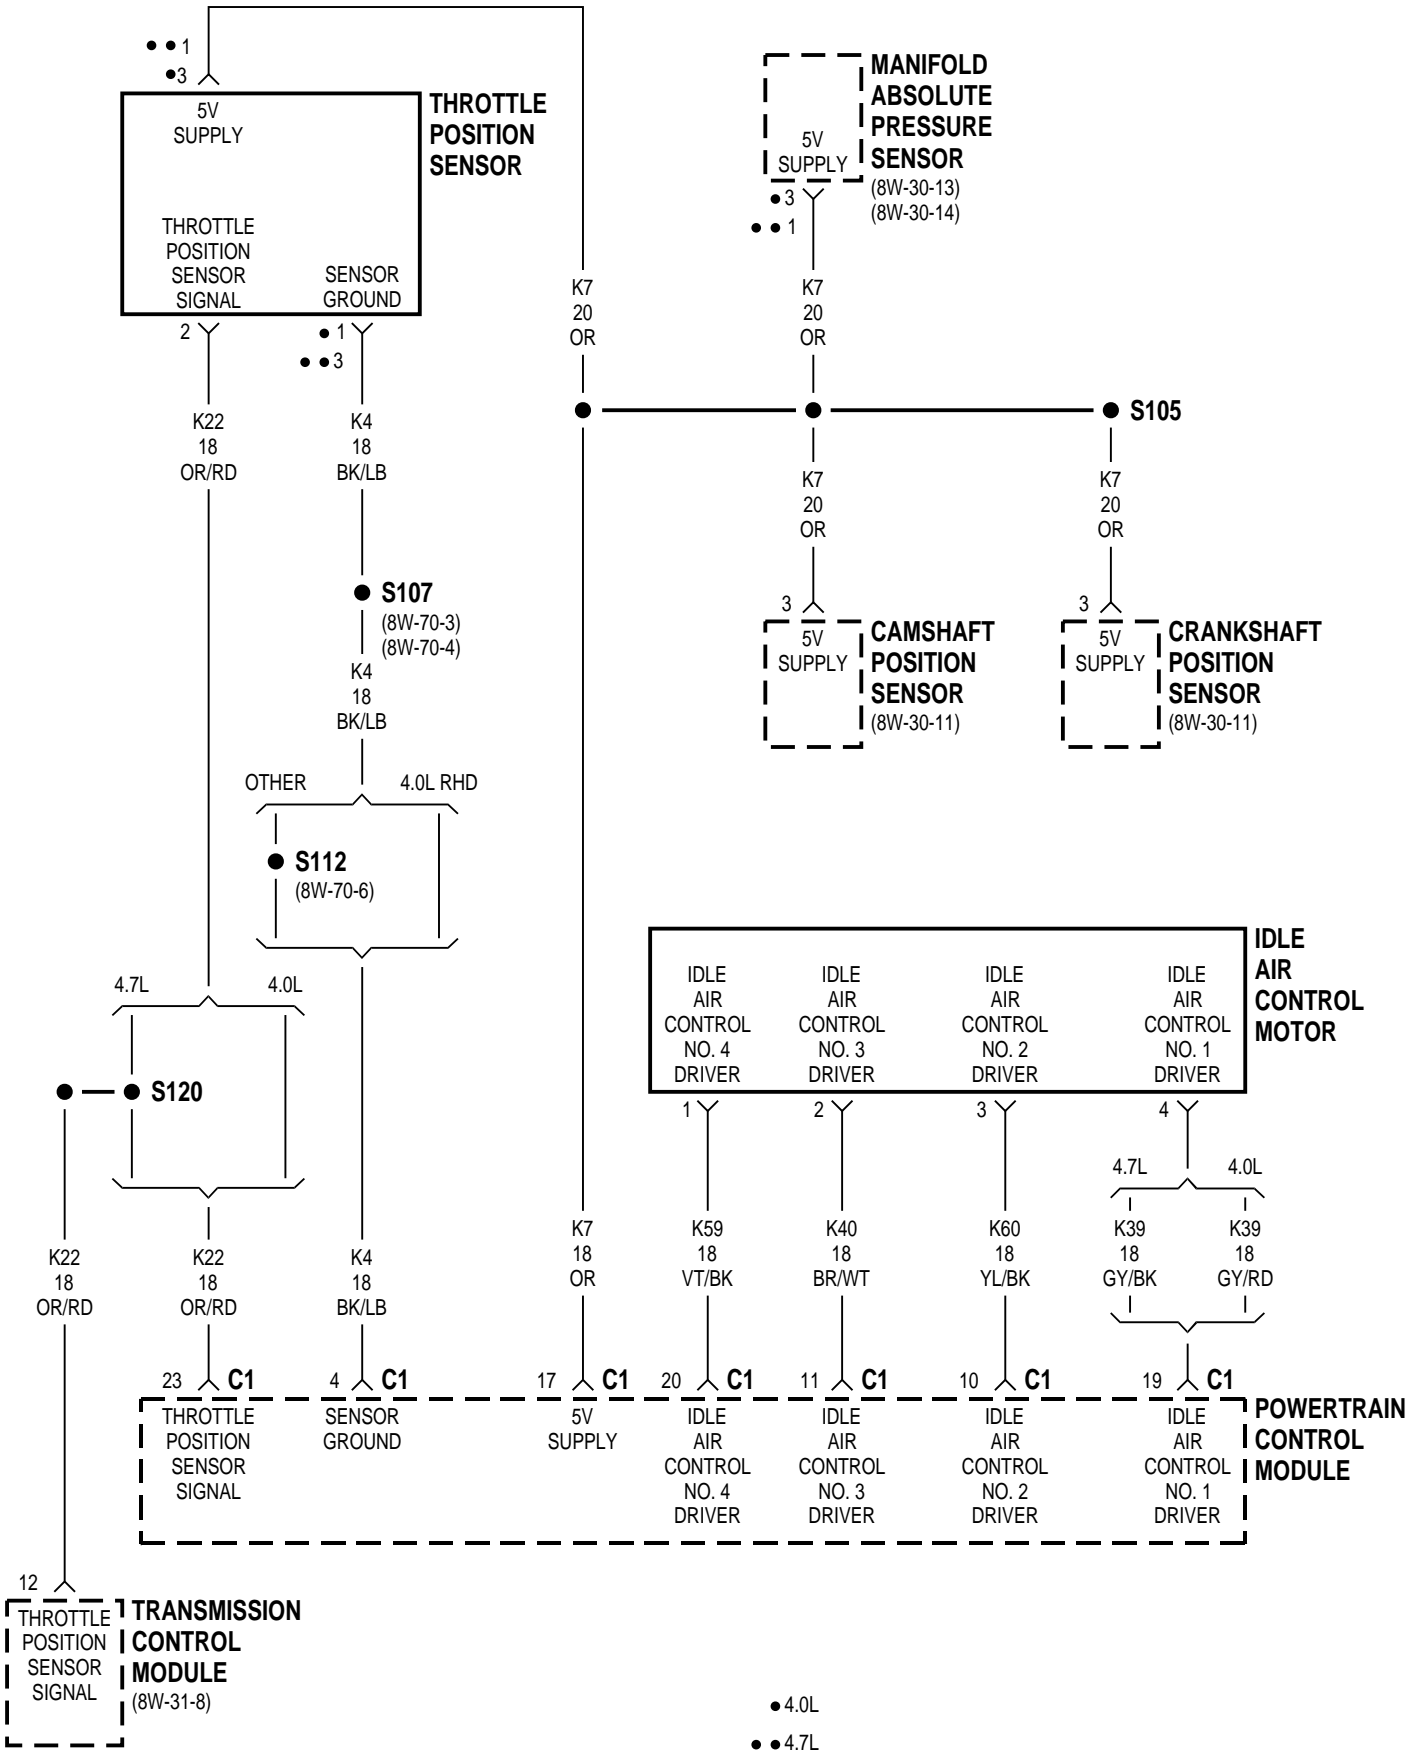 ● ● 1
● 3
5V
SUPPLY
THROTTLE
POSITION
SENSOR
THROTTLE
POSITION
SENSOR
SIGNAL
SENSOR
GROUND
2
● 1
● ● 3
MANIFOLD
ABSOLUTE
PRESSURE
SENSOR
(8W-30-13)
(8W-30-14)
5V
SUPPLY
● 3
● ● 1
K7
20
OR
K7
20
OR
S105
K22
18
OR/RD
K4
18
BK/LB
K7
20
OR
K7
20
OR
S107
(8W-70-3)
(8W-70-4)
K4
18
BK/LB
3
5V
SUPPLY
CAMSHAFT
POSITION
SENSOR
(8W-30-11)
3
5V
SUPPLY
CRANKSHAFT
POSITION
SENSOR
(8W-30-11)
OTHER
4.0L RHD
S112
(8W-70-6)
4.7L
4.0L
S120
IDLE
AIR
CONTROL
MOTOR
IDLE
AIR
CONTROL
NO. 4
DRIVER
IDLE
AIR
CONTROL
NO. 3
DRIVER
IDLE
AIR
CONTROL
NO. 2
DRIVER
IDLE
AIR
CONTROL
NO. 1
DRIVER
1
2
3
4
4.7L
4.0L
K22
18
OR/RD
K22
18
OR/RD
K4
18
BK/LB
K7
18
OR
K59
18
VT/BK
K40
18
BR/WT
K60
18
YL/BK
K39
18
GY/BK
K39
18
GY/RD
23 C1
4 C1
17 C1
20 C1
11 C1
10 C1
19 C1
THROTTLE
POSITION
SENSOR
SIGNAL
SENSOR
GROUND
5V
SUPPLY
IDLE
AIR
CONTROL
NO. 4
DRIVER
IDLE
AIR
CONTROL
NO. 3
DRIVER
IDLE
AIR
CONTROL
NO. 2
DRIVER
IDLE
AIR
CONTROL
NO. 1
DRIVER
POWERTRAIN
CONTROL
MODULE
12
THROTTLE
POSITION
SENSOR
SIGNAL
TRANSMISSION
CONTROL
MODULE
(8W-31-8)
● 4.0L
● ● 4.7L